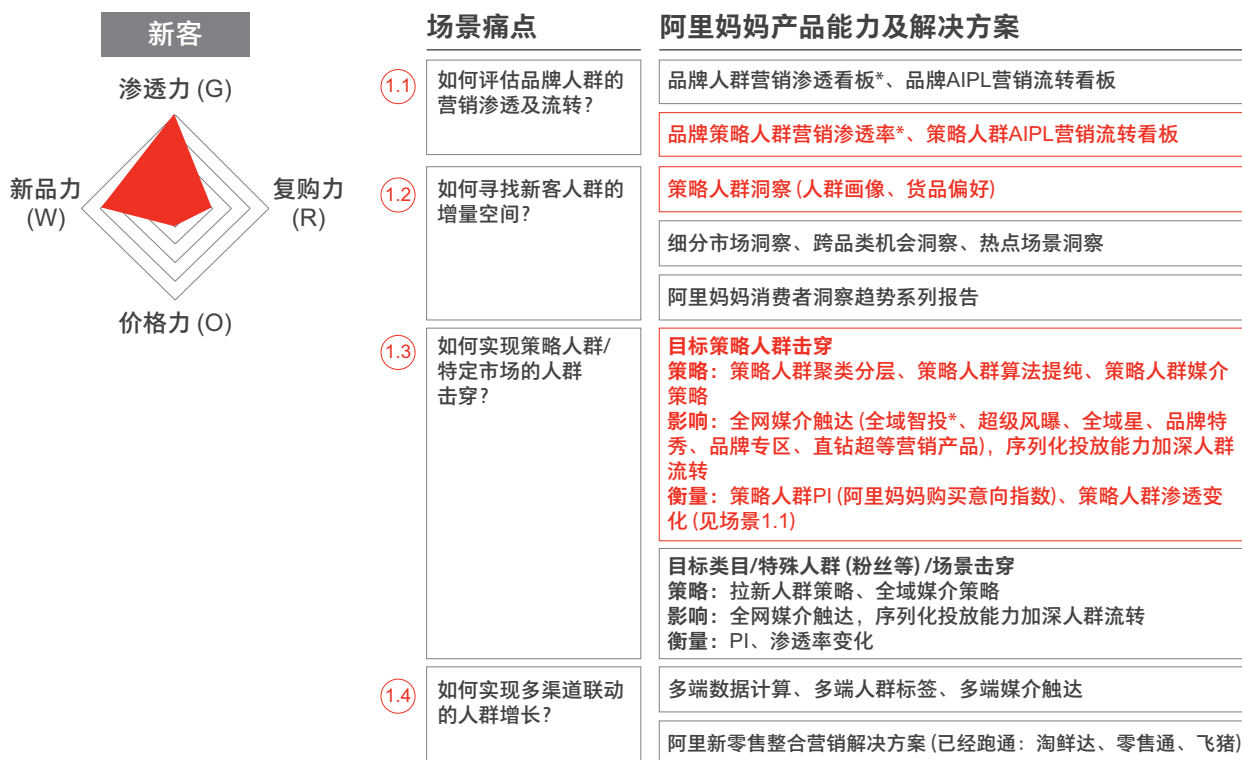 新客
渗透力 (G)
新品力
(W)
复购力
(R)
价格力 (O)
场景痛点
阿里妈妈产品能力及解决方案
1.1
如何评估品牌人群的
营销渗透及流转？
品牌人群营销渗透看板*、品牌AIPL营销流转看板
品牌策略人群营销渗透率*、策略人群AIPL营销流转看板
1.2
如何寻找新客人群的
增量空间？
策略人群洞察 (人群画像、货品偏好)
细分市场洞察、跨品类机会洞察、热点场景洞察
阿里妈妈消费者洞察趋势系列报告
1.3
如何实现策略人群/
特定市场的人群
击穿？
目标策略人群击穿
策略：策略人群聚类分层、策略人群算法提纯、策略人群媒介
策略
影响：全网媒介触达 (全域智投*、超级风曝、全域星、品牌特
秀、品牌专区、直钻超等营销产品)，序列化投放能力加深人群
流转
衡量：策略人群PI (阿里妈妈购买意向指数)、策略人群渗透变
化 (见场景1.1)
目标类目/特殊人群 (粉丝等) /场景击穿
策略：拉新人群策略、全域媒介策略
影响：全网媒介触达，序列化投放能力加深人群流转
衡量：PI、渗透率变化
1.4
如何实现多渠道联动
的人群增长？
多端数据计算、多端人群标签、多端媒介触达
阿里新零售整合营销解决方案 (已经跑通：淘鲜达、零售通、飞猪)